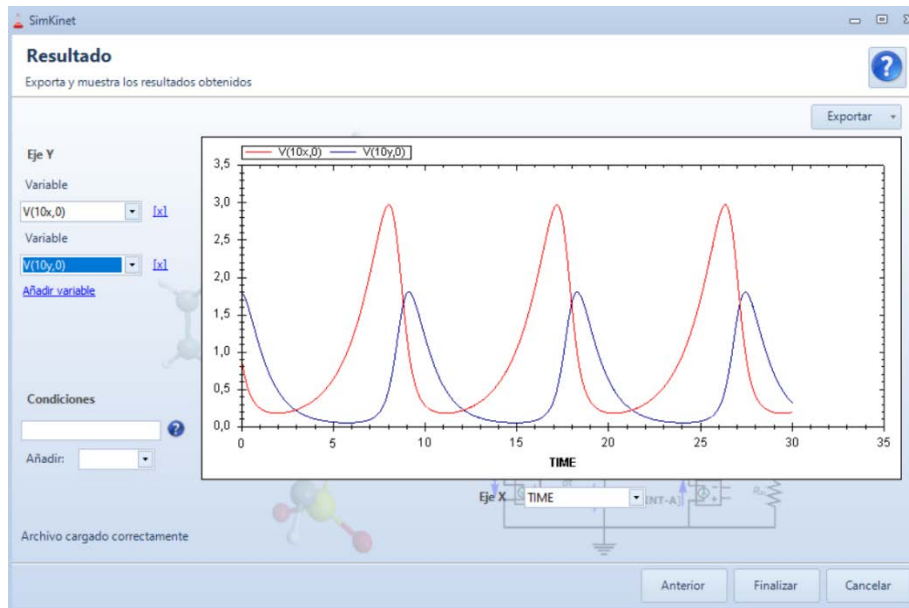 SimKinet
Resultado
Exporta y muestra los resultados obtenidos
Exportar
Eje Y
Variable
V(10x,0)
[x]
Variable
V(10y,0)
[x]
Añadir variable
Condiciones
Añadir:
V(10x,0) V(10y,0)
3,5
3,0
2,5
2,0
1,5
1,0
0,5
0,0
0 5 10 15 20 25 30 35
TIME
Eje X TIME
INT-A]
Archivo cargado correctamente
Anterior Finalizar Cancelar